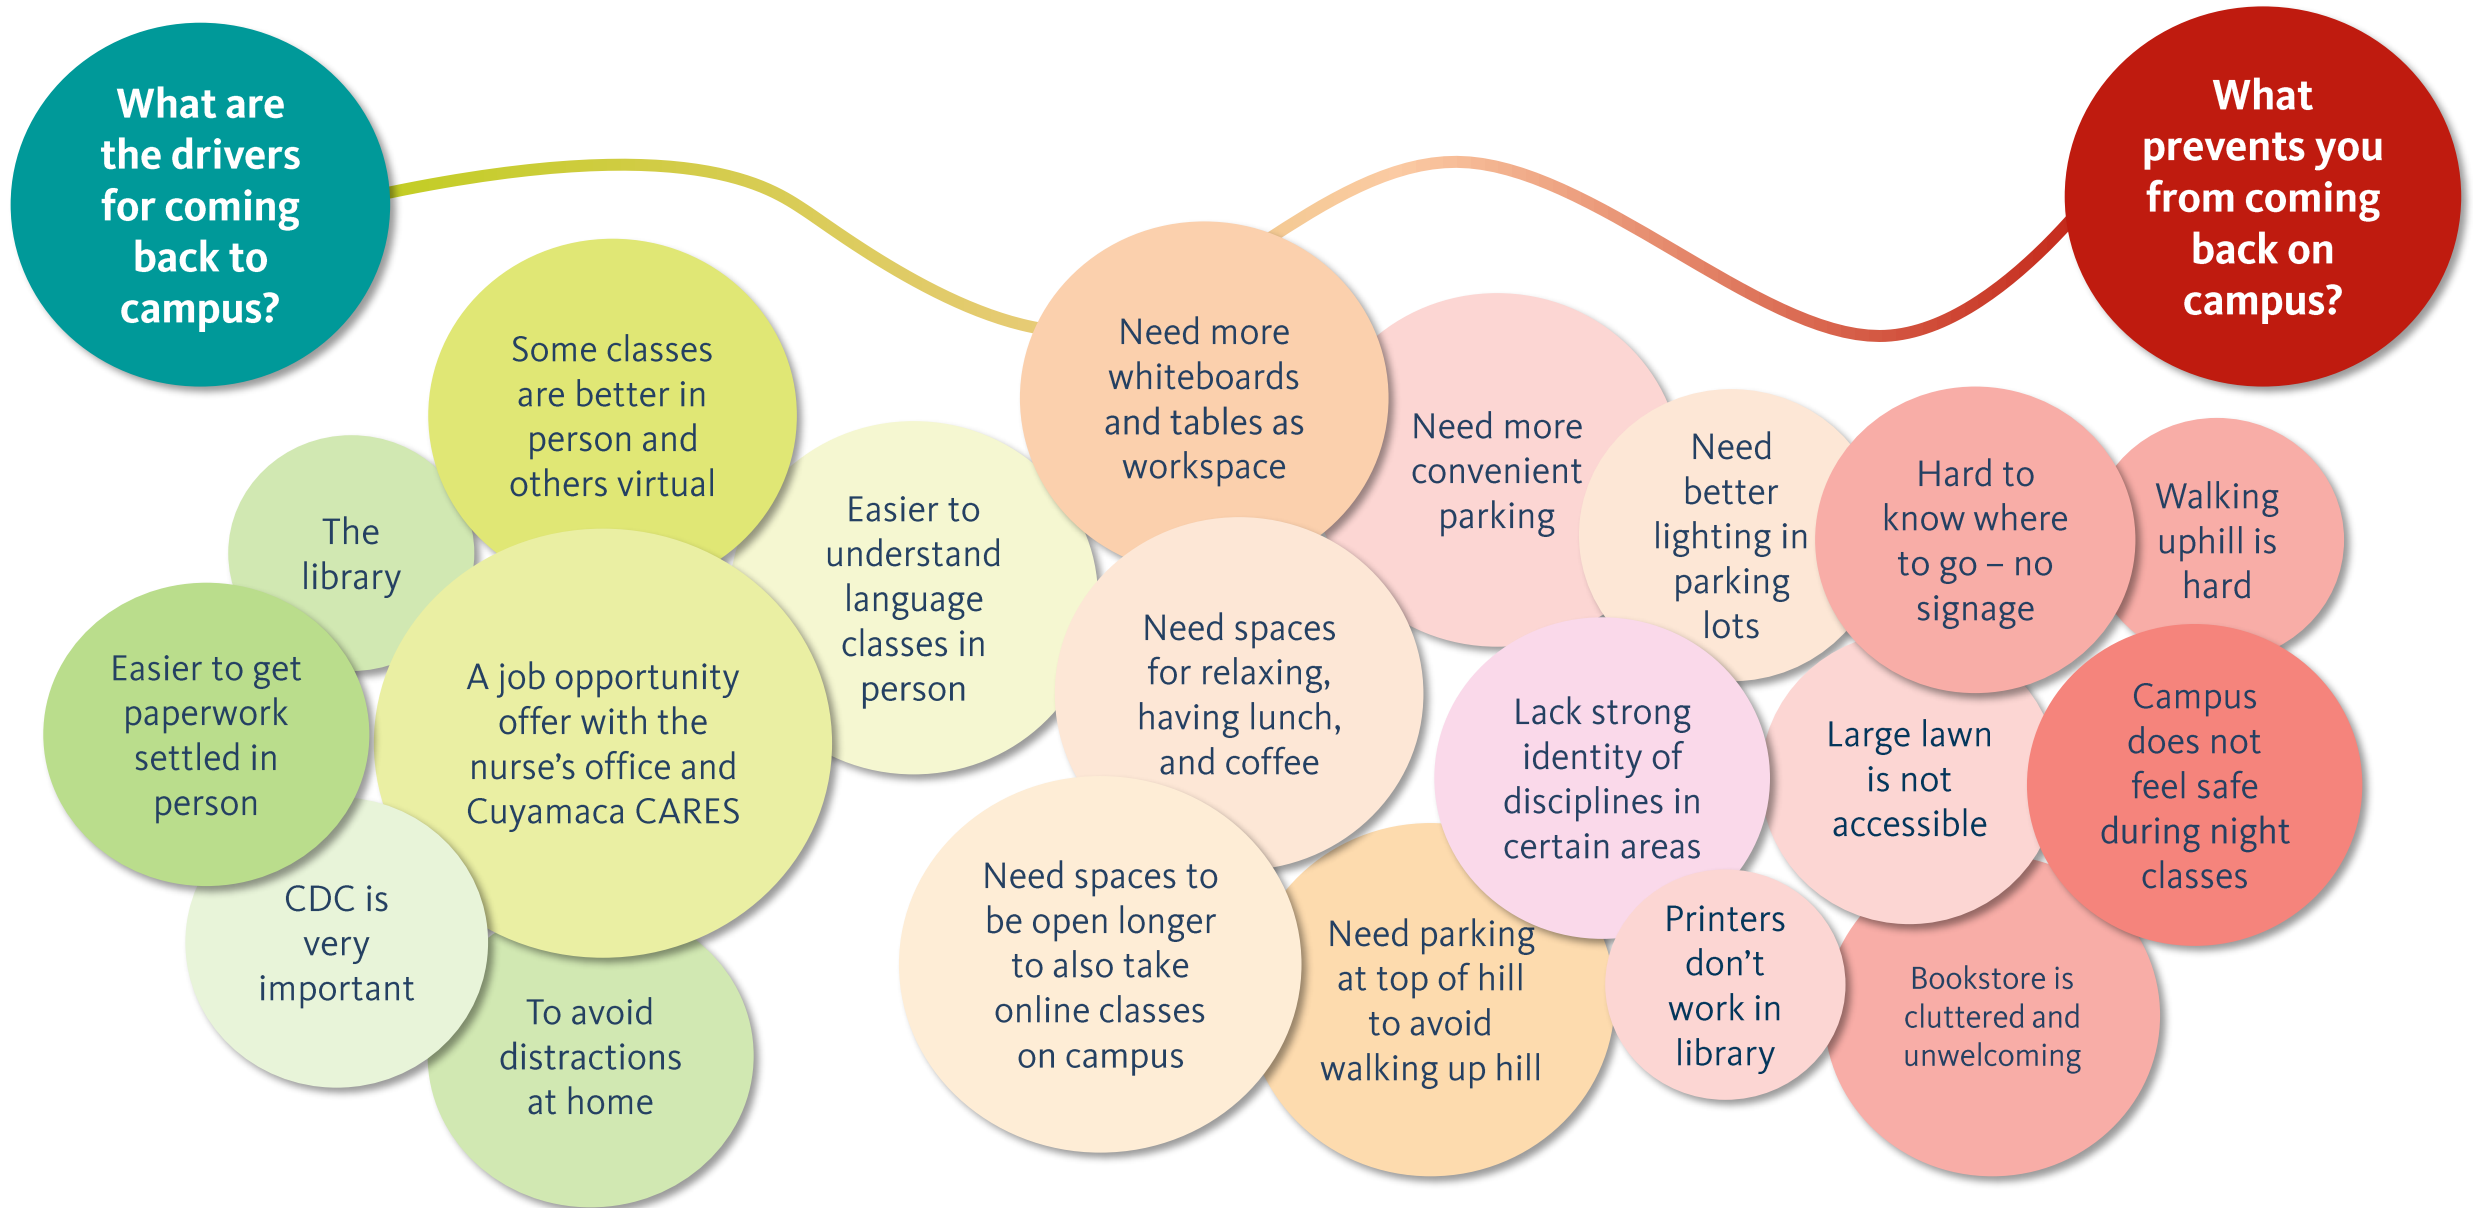 What are
the drivers
for coming
back to
campus?
What
prevents you
from coming
back on
campus?
Some classes
are better in
person and
others virtual
The
library
Easier to
understand
language
classes in
person
Easier to get
paperwork
settled in
person
A job opportunity
offer with the
nurse’s office and
Cuyamaca CARES
CDC is
very
important
To avoid
distractions
at home
Need more
whiteboards
and tables as
workspace
Need more
convenient
parking
Need
better
lighting in
parking
lots
Hard to
know where
to go – no
signage
Walking
uphill is
hard
Need spaces
for relaxing,
having lunch,
and coffee
Lack strong
identity of
disciplines in
certain areas
Large lawn
is not
accessible
Campus
does not
feel safe
during night
classes
Need spaces to
be open longer
to also take
online classes
on campus
Need parking
at top of hill
to avoid
walking up hill
Printers
don’t
work in
library
Bookstore is
cluttered and
unwelcoming